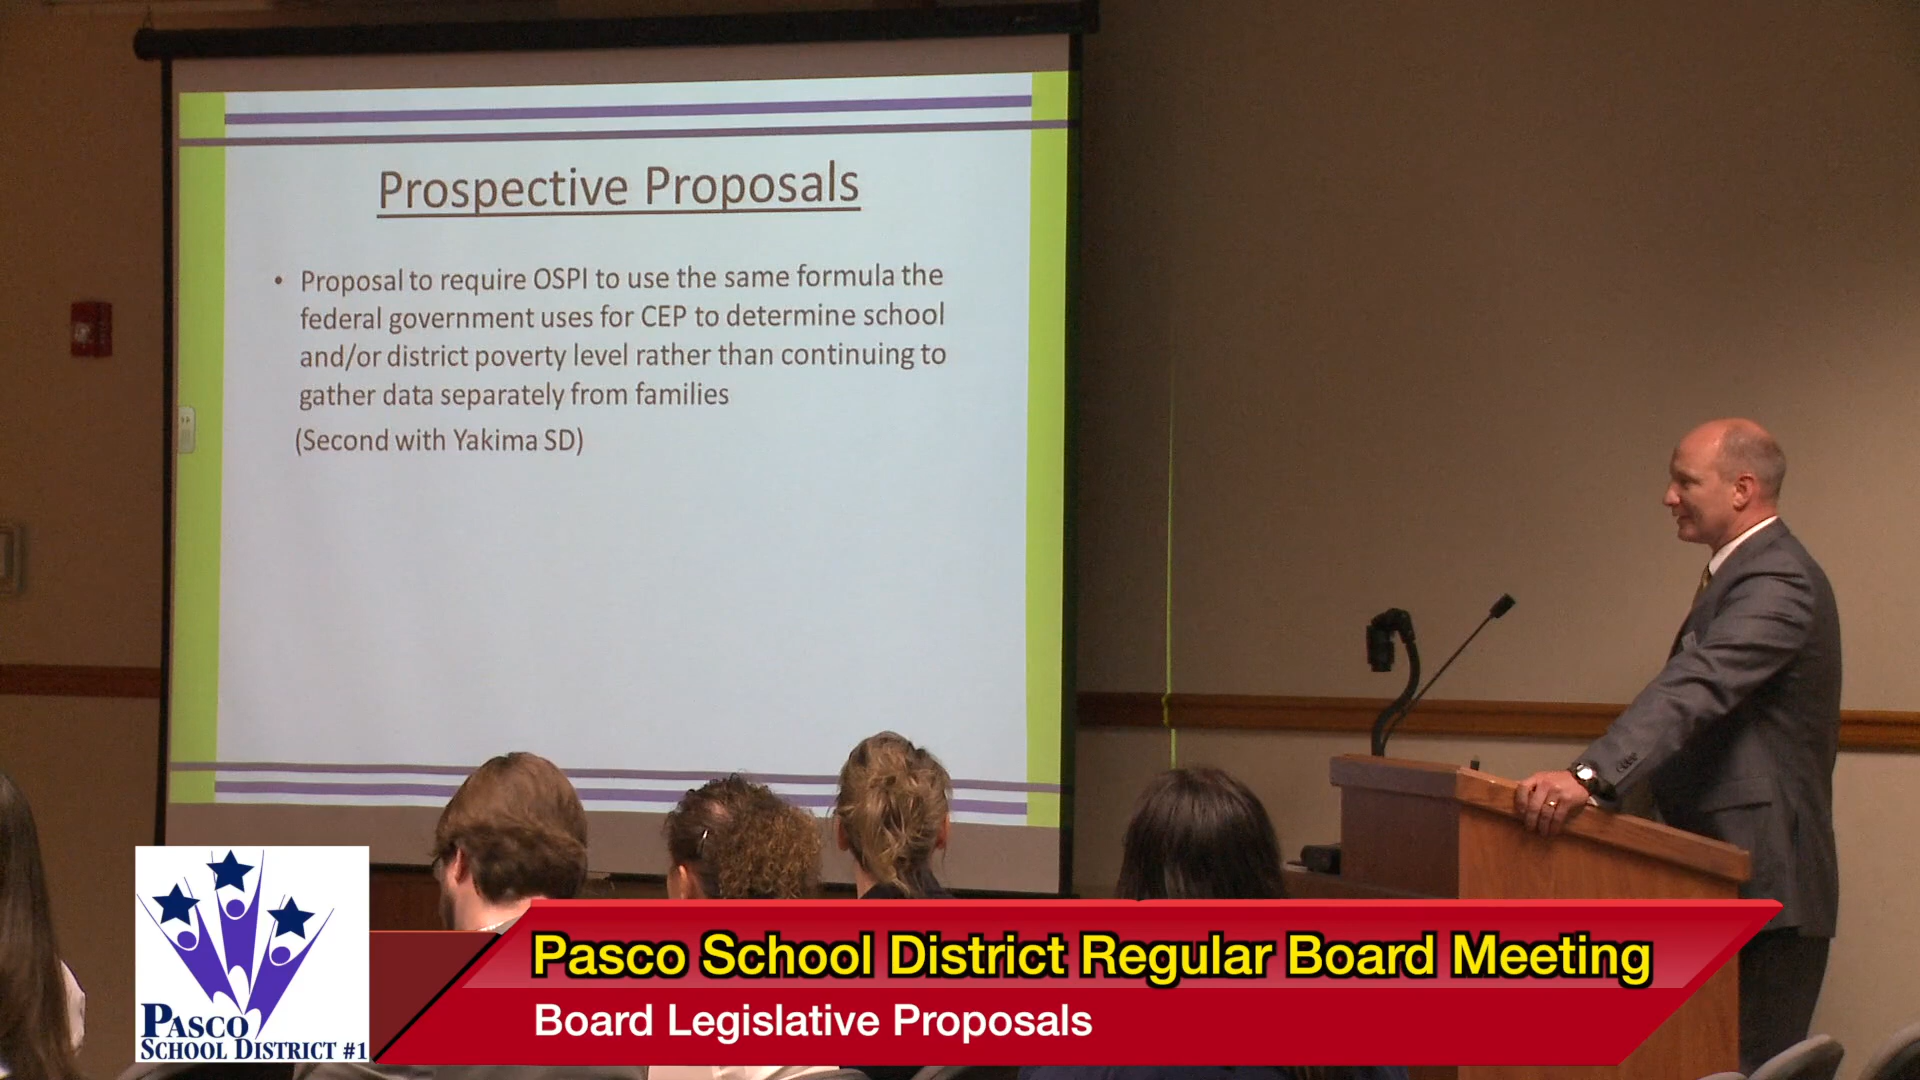 Prospective Proposals
• Proposal to require OSPI to use the same formula the
federal government uses for CEP to determine school
and/or district poverty level rather than continuing to
gather data separately from families
(Second with Yakima SD)
PASCO
SCHOOL DISTRICT #1
Pasco School District Regular Board Meeting
Board Legislative Proposals